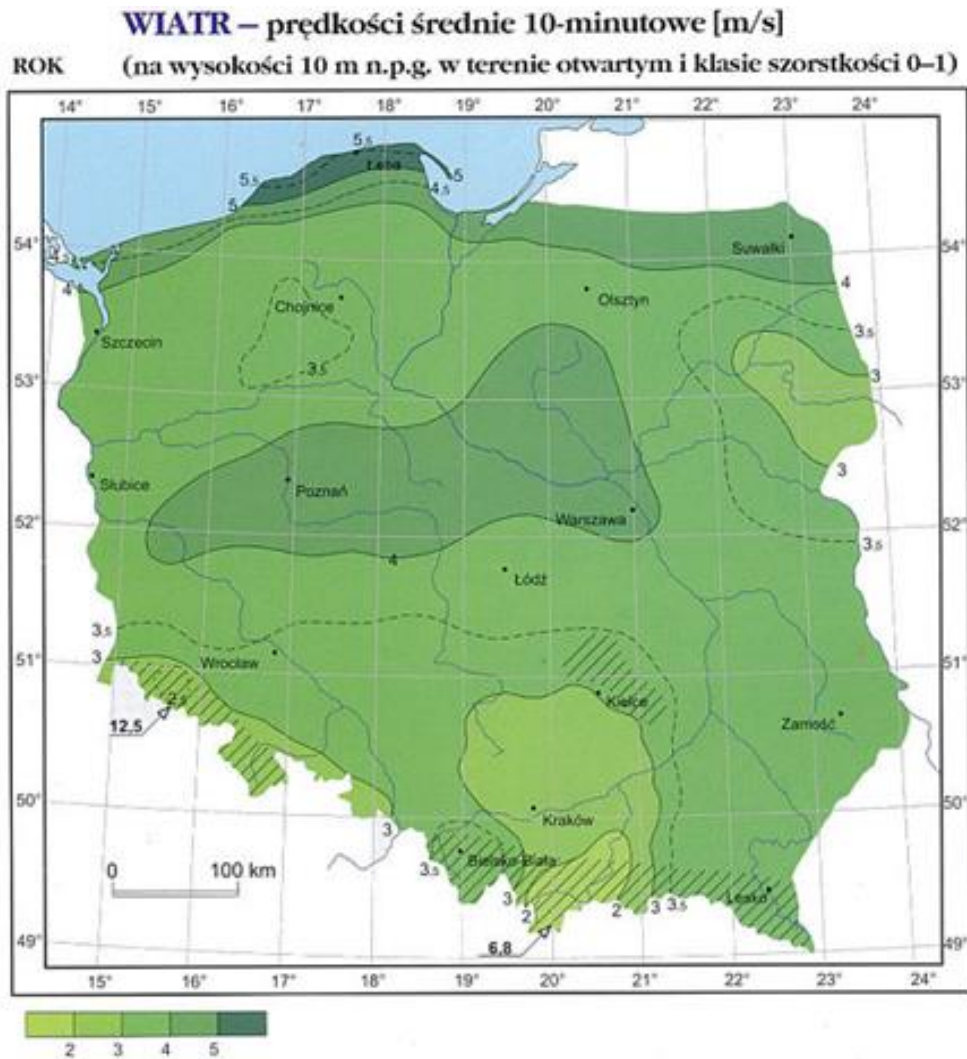 WIATR – prędkości średnie 10-minutowe [m/s]
ROK (na wysokości 10 m n.p.g. w terenie otwartym i klasie szorstkości 0–1)
14° 15° 16° 17° 18° 19° 20° 21° 22° 23° 24°
5,5
Łeba
5,5 5
4,5
5
54° 54°
Suwałki
4 4
Chojnice Olsztyn
3,5
Szczecin
3,5
53° 3 53°
3
Słubice Poznań
Warszawa
52° 52°
3,5
4
Łódź
3,5
3
51° Wrocław 51°
2,5 Kielce
12,5 Zamość
50° Kraków 50°
3
0 100 km Bielsko-Biała
3,5 Lesko
3 2 2 3 3,5
6,8
49° 49°
15° 16° 17° 18° 19° 20° 21° 22° 23° 24°
2 3 4 5